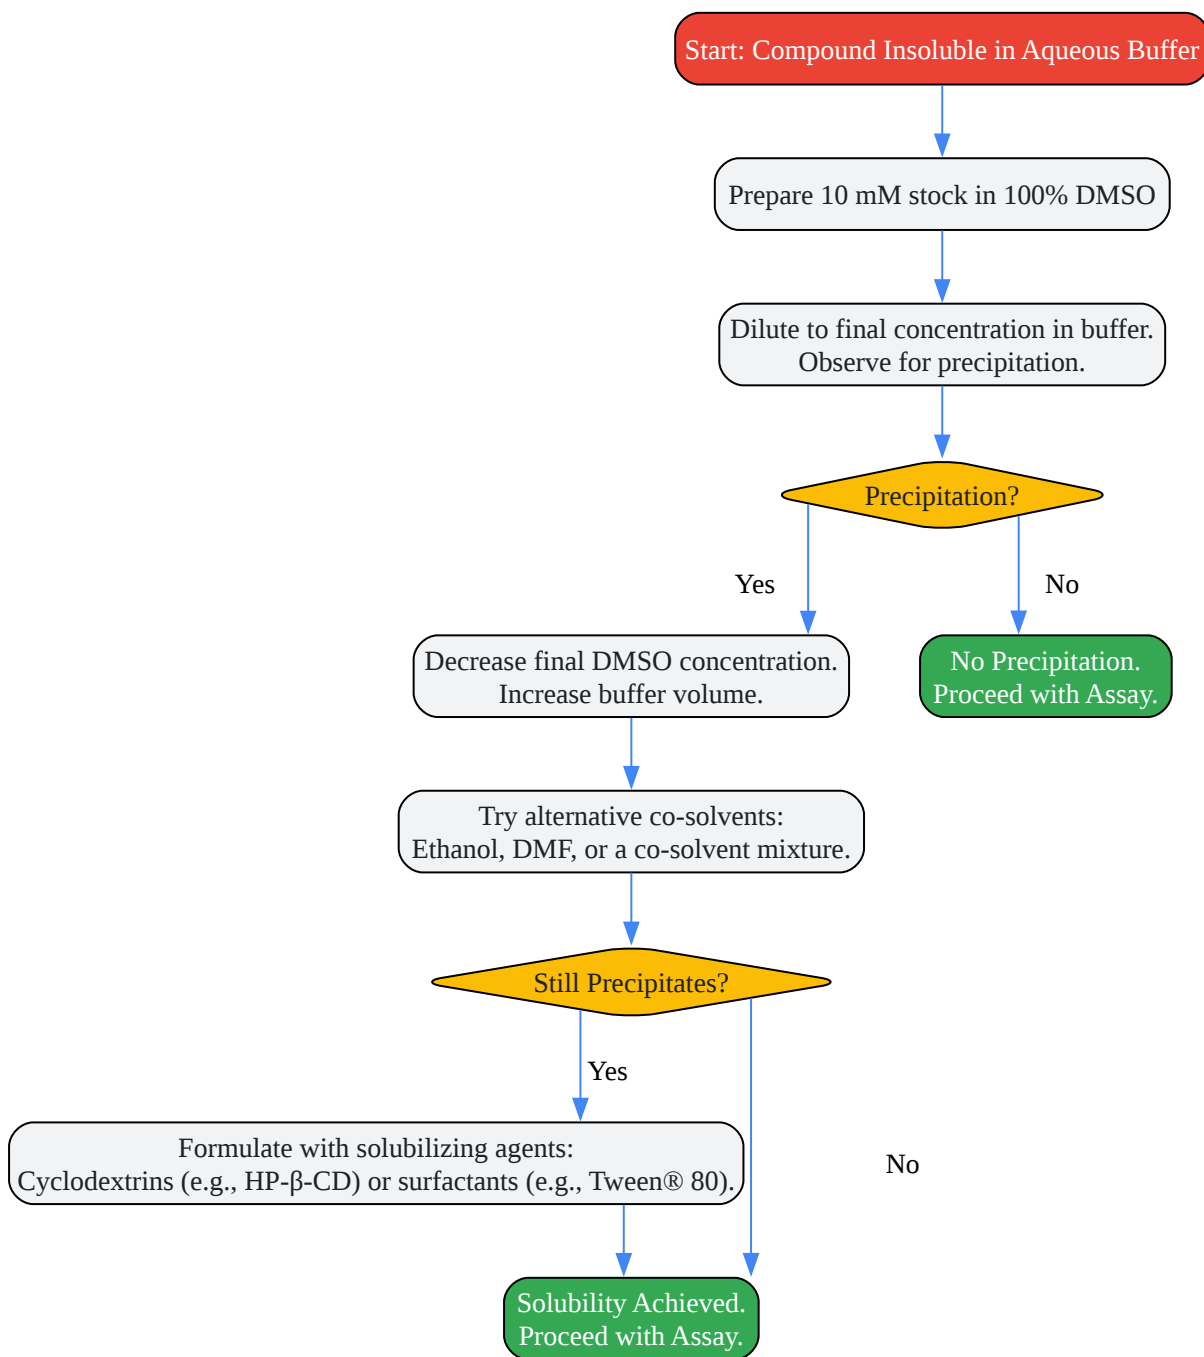 Start: Compound Insoluble in Aqueous Buffer
Prepare 10 mM stock in 100% DMSO
Dilute to final concentration in buffer.
Observe for precipitation.
Precipitation?
Yes
No
Decrease final DMSO concentration.
Increase buffer volume.
No Precipitation.
Proceed with Assay.
Try alternative co-solvents:
Ethanol, DMF, or a co-solvent mixture.
Still Precipitates?
Yes
No
Formulate with solubilizing agents:
Cyclodextrins (e.g., HP-β-CD) or surfactants (e.g., Tween® 80).
Solubility Achieved.
Proceed with Assay.